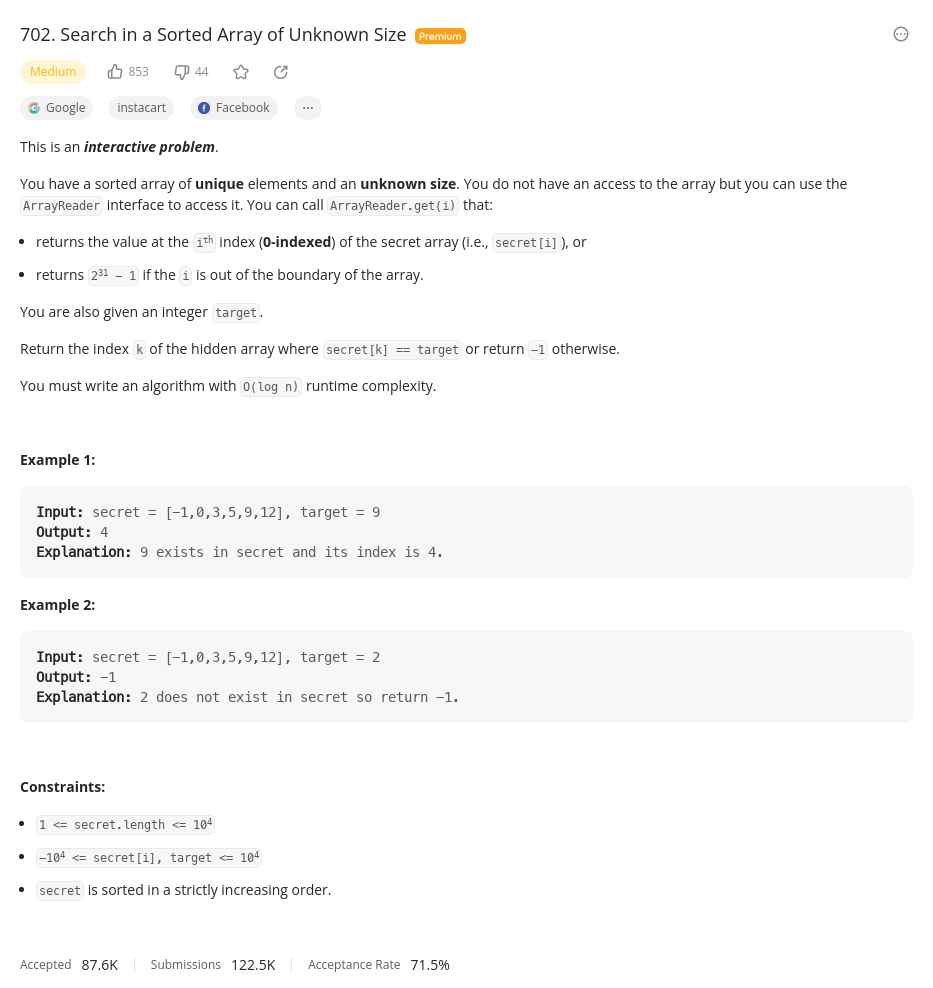 702. Search in a Sorted Array of Unknown Size Premium
Medium 853 44
Google instacart Facebook ...
This is an interactive problem.
You have a sorted array of unique elements and an unknown size. You do not have an access to the array but you can use the
ArrayReader interface to access it. You can call ArrayReader.get(i) that:
• returns the value at the iᵗʰ index (0-indexed) of the secret array (i.e., secret[i]), or
• returns 2³¹ - 1 if the i is out of the boundary of the array.
You are also given an integer target.
Return the index k of the hidden array where secret[k] == target or return -1 otherwise.
You must write an algorithm with O(log n) runtime complexity.
Example 1:
Input: secret = [-1,0,3,5,9,12], target = 9
Output: 4
Explanation: 9 exists in secret and its index is 4.
Example 2:
Input: secret = [-1,0,3,5,9,12], target = 2
Output: -1
Explanation: 2 does not exist in secret so return -1.
Constraints:
• 1 <= secret.length <= 10⁴
• -10⁴ <= secret[i], target <= 10⁴
• secret is sorted in a strictly increasing order.
Accepted 87.6K Submissions 122.5K Acceptance Rate 71.5%